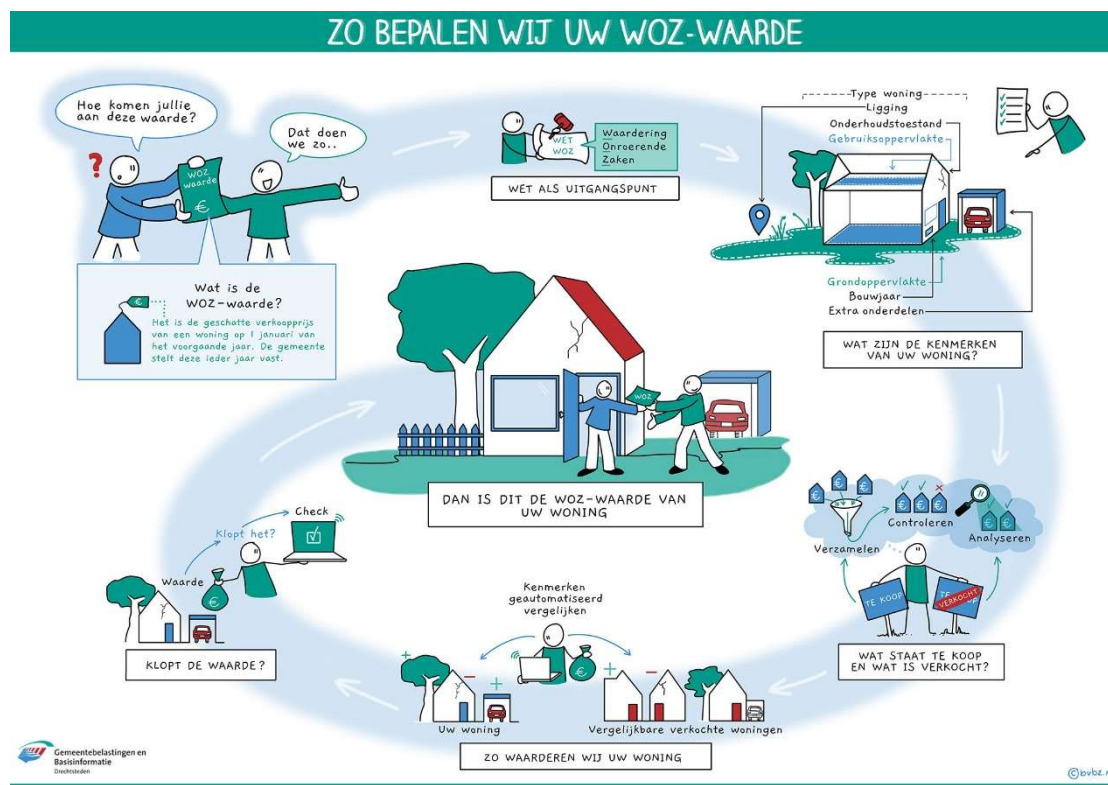 ZO BEPALEN WIJ UW WOZ-WAARDE
Hoe komen jullie
aan deze waarde?
Dat doen
we zo..
?
WOZ
waarde
€
Wat is de
WOZ-waarde?
€
Het is de geschatte verkoopprijs
van een woning op 1 januari van
het voorgaande jaar. De gemeente
stelt deze ieder jaar vast.
WET
WOZ
Waardering
Onroerende
Zaken
WET ALS UITGANGSPUNT
Type woning
Ligging
Onderhoudstoestand
Gebruiksoppervlakte
Grondoppervlakte
Bouwjaar
Extra onderdelen
WAT ZIJN DE KENMERKEN
VAN UW WONING?
WOZ
DAN IS DIT DE WOZ-WAARDE VAN
UW WONING
€ € €
€ € €
€ €
Verzamelen
Controleren
Analyseren
TE KOOP
TE OP
VERKOCHT
WAT STAAT TE KOOP
EN WAT IS VERKOCHT?
Kenmerken
geautomatiseerd
vergelijken
€
+ - +
+ -
Uw woning
Vergelijkbare verkochte woningen
ZO WAARDEREN WIJ UW WONING
Check
Klopt het?
Waarde
€
KLOPT DE WAARDE?
Gemeentebelastingen en
Basisinformatie
Drechtsteden